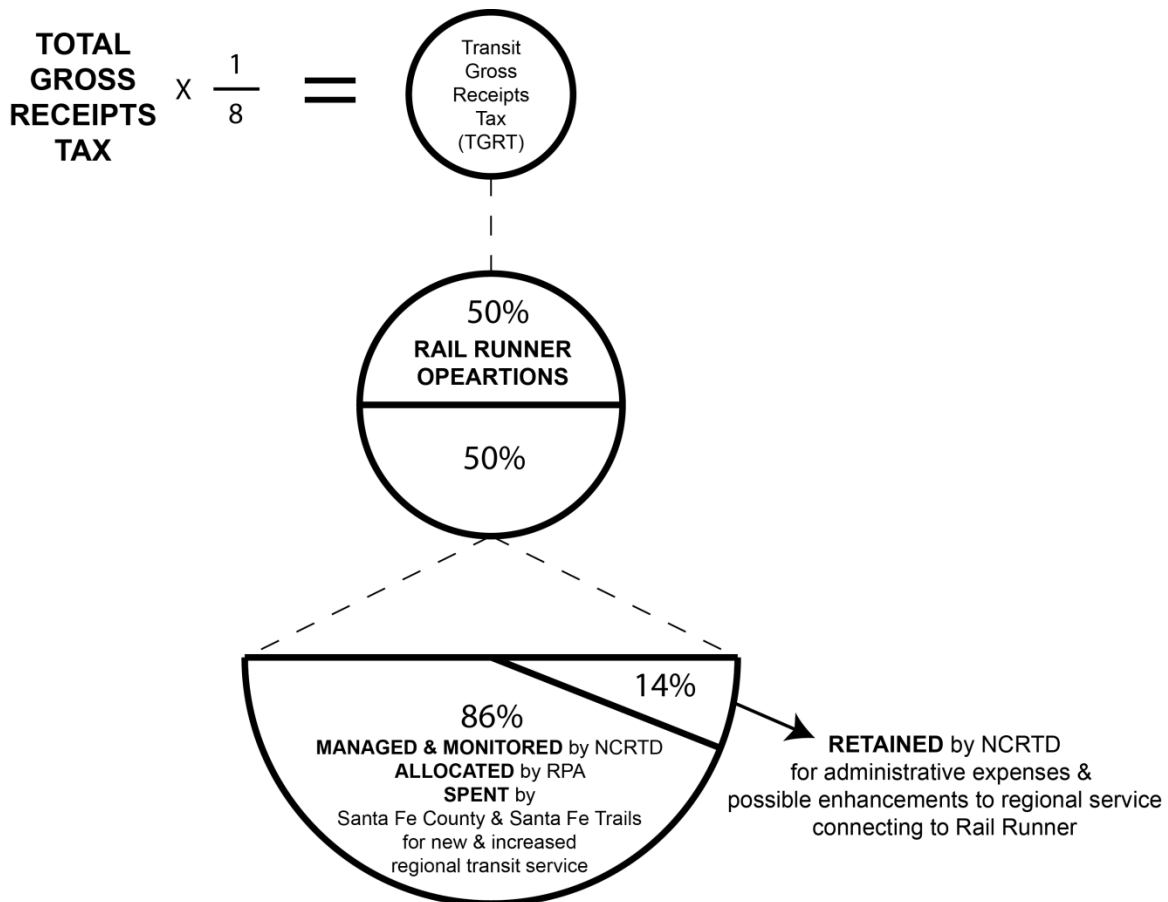 TOTAL
GROSS
RECEIPTS
TAX
X 1
8
=
Transit
Gross
Receipts
Tax
(TGRT)
50%
RAIL RUNNER
OPEARTIONS
50%
14%
86%
MANAGED & MONITORED by NCRTD
ALLOCATED by RPA
SPENT by
Santa Fe County & Santa Fe Trails
for new & increased
regional transit service
RETAINED by NCRTD
for administrative expenses &
possible enhancements to regional service
connecting to Rail Runner